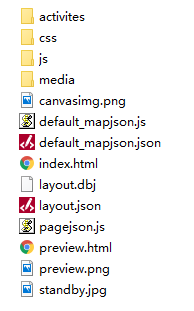 activites
css
js
media
canvasimg.png
default_mapjson.js
default_mapjson.json
index.html
layout.dbj
layout.json
pagejson.js
preview.html
preview.png
standby.jpg